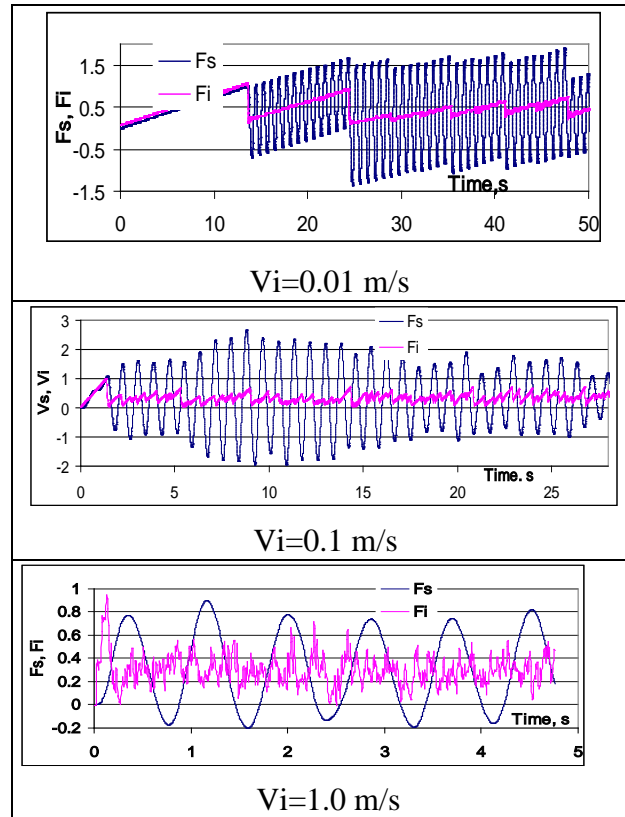 Fs
Fi
Fs, Fi
1.5
0.5
-0.5
-1.5
Time,s
0 10 20 30 40 50
Vi=0.01 m/s
Fs
Fi
Vs, Vi
3
2
1
0
-1
-2
Time. s
0 5 10 15 20 25
Vi=0.1 m/s
Fs
Fi
Fs, Fi
1
0.8
0.6
0.4
0.2
0
-0.2
Time, s
0 1 2 3 4 5
Vi=1.0 m/s